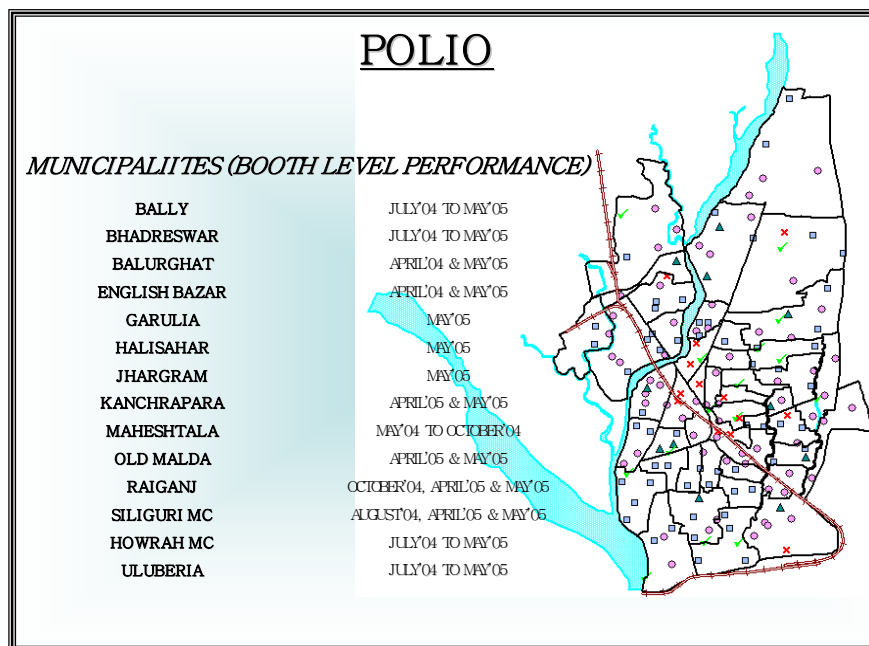 POLIO
MUNICIPALIITES (BOOTH LEVEL PERFORMANCE)
BALLY JULY'04 TO MAY'05
BHADRESWAR JULY'04 TO MAY'05
BALURGHAT APRIL'04 & MAY'05
ENGLISH BAZAR APRIL'04 & MAY'05
GARULIA MAY'05
HALISAHAR MAY'05
JHARGRAM MAY'05
KANCHRAPARA APRIL'05 & MAY'05
MAHESHTALA MAY'04 TO OCTOBER'04
OLD MALDA APRIL'05 & MAY'05
RAIGANJ OCTOBER'04, APRIL'05 & MAY'05
SILIGURI MC AUGUST'04, APRIL'05 & MAY'05
HOWRAH MC JULY'04 TO MAY'05
ULUBERIA JULY'04 TO MAY'05